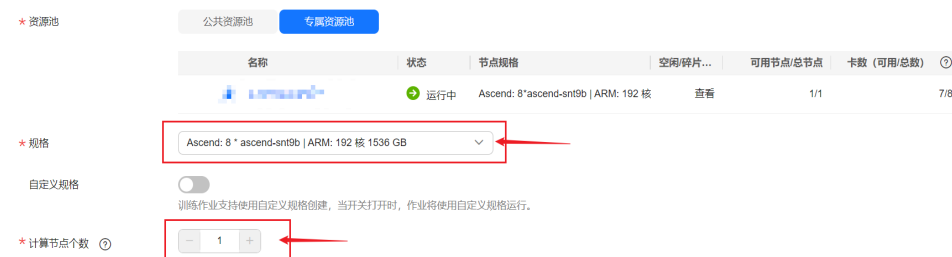 * 资源池 公共资源池 专属资源池
名称 状态 节点规格 空闲/碎片... 可用节点/总节点 卡数（可用/总数） ?
运行中 Ascend: 8*ascend-snt9b | ARM: 192 核 查看 1/1 7/8
* 规格 Ascend: 8 * ascend-snt9b | ARM: 192 核 1536 GB
自定义规格
训练作业支持使用自定义规格创建，当开关打开时，作业将使用自定义规格运行。
* 计算节点个数 ? − 1 +